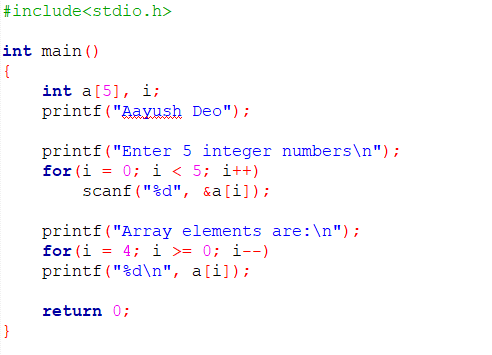 #include<stdio.h>
int main()
{
int a[5], i;
printf("Aayush Deo");
printf("Enter 5 integer numbers\n");
for(i = 0; i < 5; i++)
scanf("%d", &a[i]);
printf("Array elements are:\n");
for(i = 4; i >= 0; i--)
printf("%d\n", a[i]);
return 0;
}